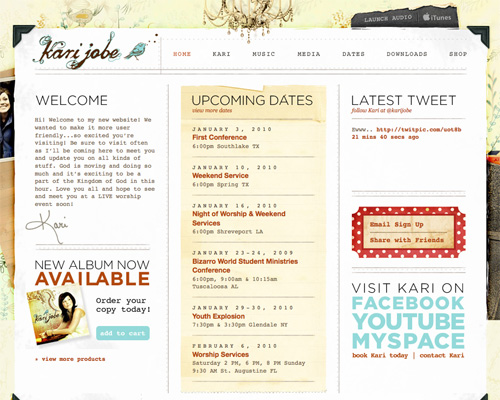 LAUNCH AUDIO
iTunes
Kari jobe
HOME KARI MUSIC MEDIA DATES DOWNLOADS SHOP
WELCOME
Hi! Welcome to my new website! We
wanted to make it more user
friendly...so excited you're
visiting! Be sure to visit often
as I'll be coming here to meet you
and update you on all kinds of
stuff. God is moving and doing so
much and it's exciting to be a
part of the Kingdom of God in this
hour. Love you all and hope to see
and meet you at a LIVE worship
event soon!
Kari
NEW ALBUM NOW
AVAILABLE
Order your
copy today!
add to cart
» view more products
UPCOMING DATES
view more dates
JANUARY 3, 2010
First Conference
6:00pm Southlake TX
JANUARY 10, 2010
Weekend Service
6:00pm Spring TX
JANUARY 16, 2010
Night of Worship & Weekend
Services
6:00pm Shreveport LA
JANUARY 23-24, 2009
Bizarro World Student Ministries
Conference
6:00pm, 9:00am & 10:15am
Tuscaloosa AL
JANUARY 29-30, 2010
Youth Explosion
7:30pm & 3:30pm Glendale NY
FEBRUARY 6, 2010
Worship Services
Saturday 2 PM, 6 PM, 8 PM Sunday
9:30 AM St. Augustine FL
LATEST TWEET
follow Kari @karijobe
Ewww.. http://twitpic.com/uot8b
21 mins 40 secs ago
Email Sign Up
Share with Friends
VISIT KARI ON
FACEBOOK
YOUTUBE
MYSPACE
book Kari today | contact Kari